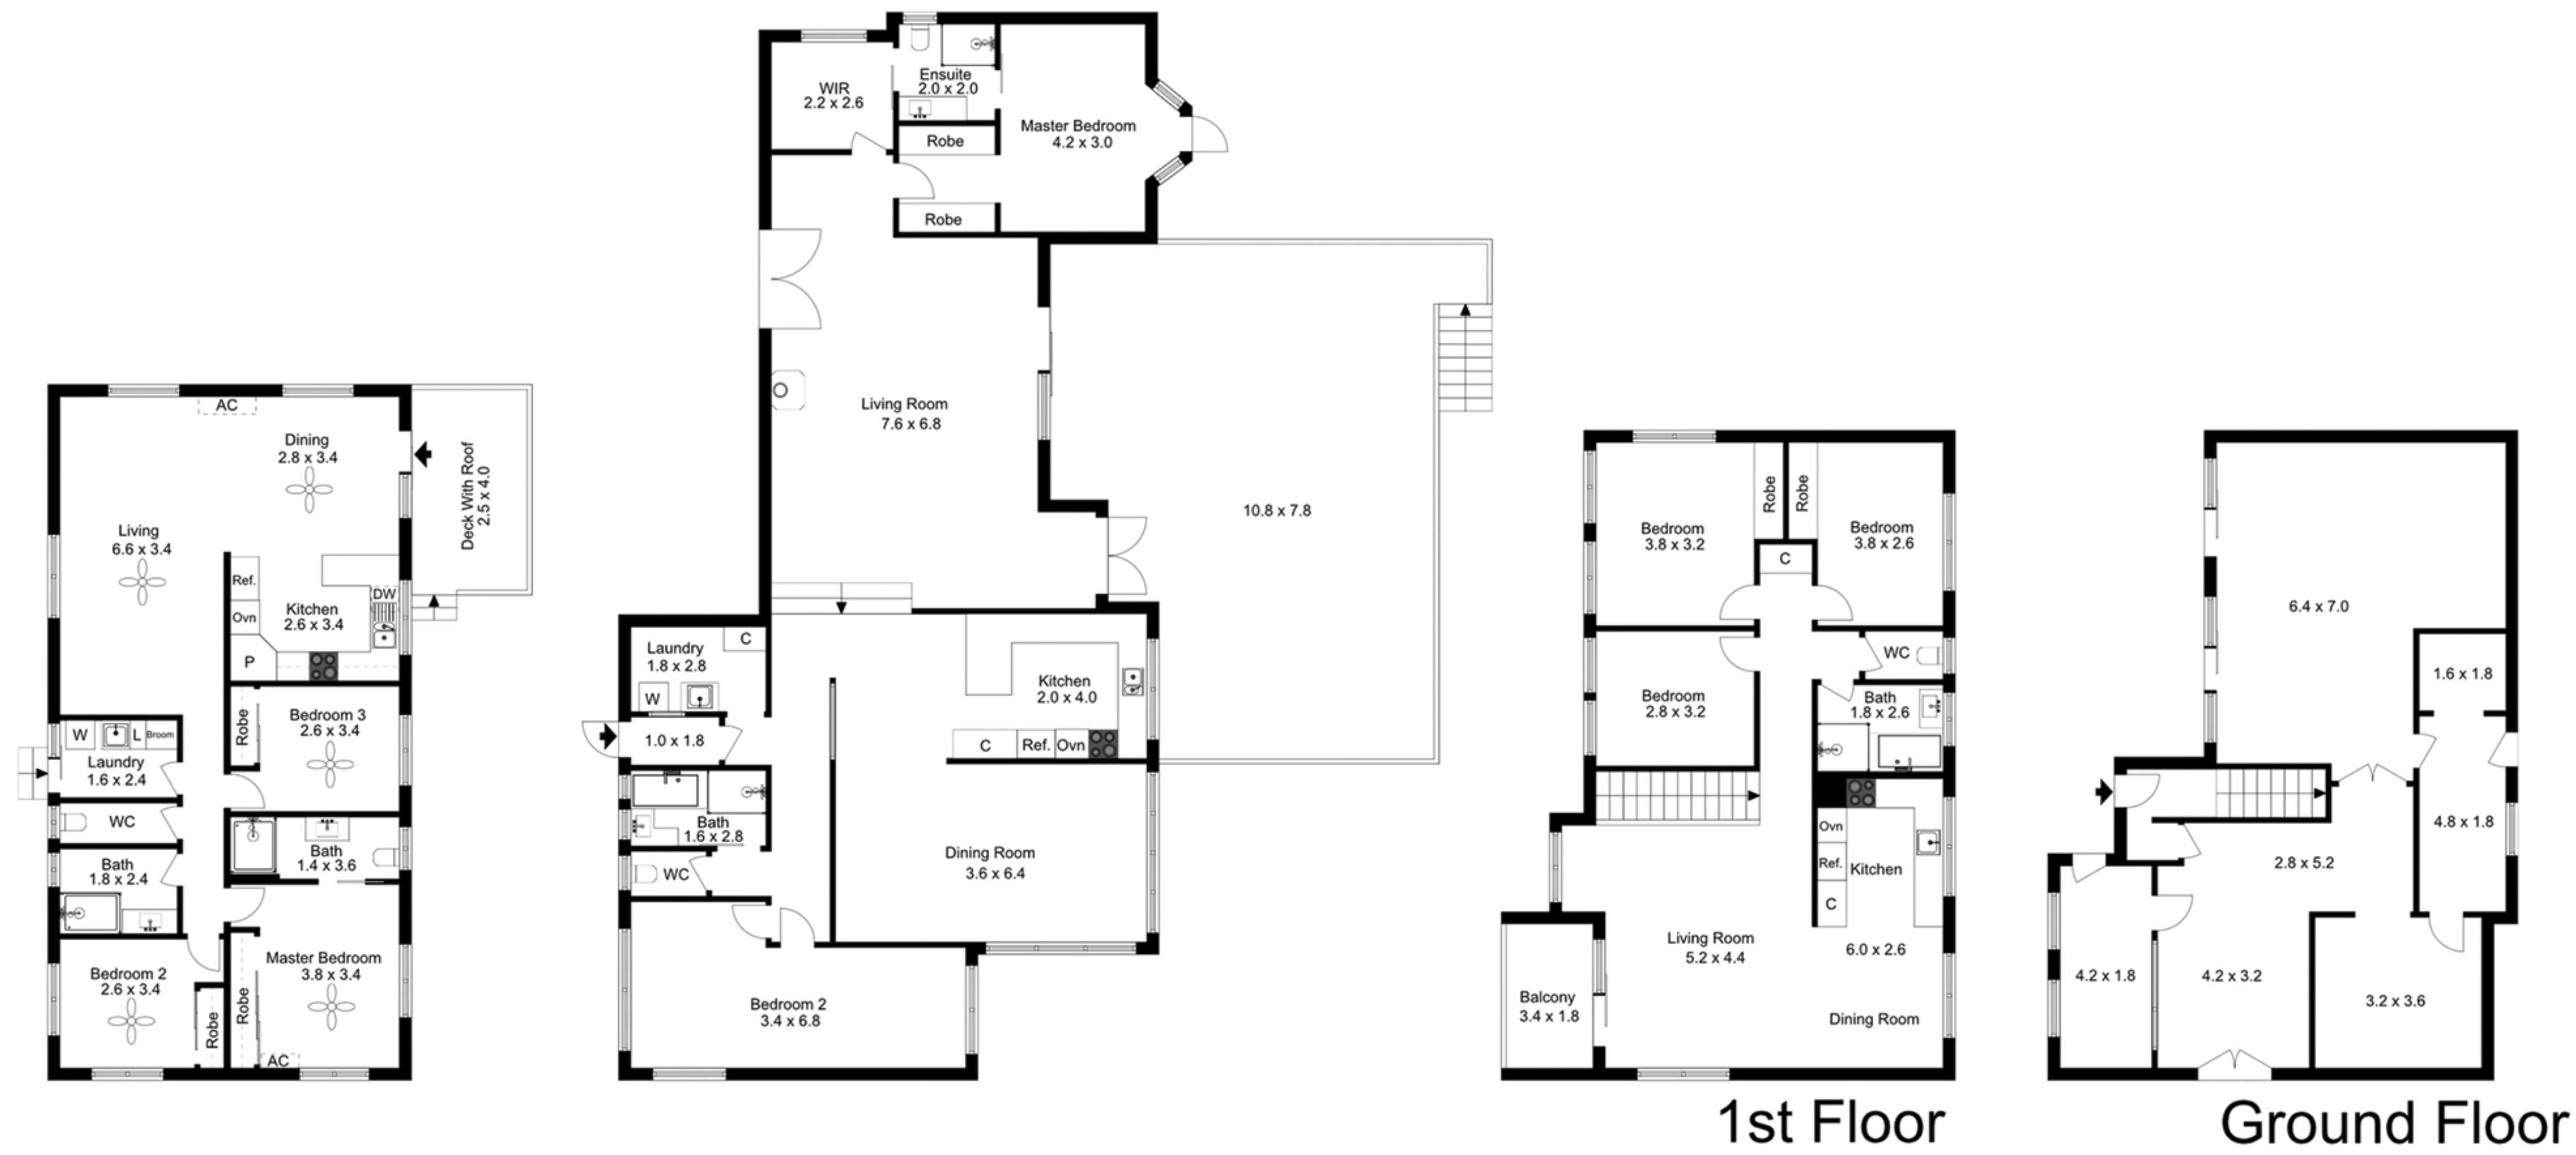 AC
Dining
2.8 x 3.4
Deck With Roof
2.5 x 4.0
Living
6.6 x 3.4
Ref.
Ovn
P
Kitchen
2.6 x 3.4
DW
Robe
Bedroom 3
2.6 x 3.4
W
L
Broom
Laundry
1.6 x 2.4
WC
Bath
1.4 x 3.6
Bath
1.8 x 2.4
Master Bedroom
3.8 x 3.4
Robe
AC
Bedroom 2
2.6 x 3.4
Robe
WIR
2.2 x 2.6
Ensuite
2.0 x 2.0
Robe
Master Bedroom
4.2 x 3.0
Robe
Living Room
7.6 x 6.8
10.8 x 7.8
Laundry
1.8 x 2.8
C
W
1.0 x 1.8
Kitchen
2.0 x 4.0
C
Ref.
Ovn
Bath
1.6 x 2.8
WC
Dining Room
3.6 x 6.4
Bedroom 2
3.4 x 6.8
Bedroom
3.8 x 3.2
Robe
Robe
Bedroom
3.8 x 2.6
C
Bedroom
2.8 x 3.2
WC
Bath
1.8 x 2.6
Ovn
Ref.
C
Kitchen
Living Room
5.2 x 4.4
6.0 x 2.6
Balcony
3.4 x 1.8
Dining Room
1st Floor
6.4 x 7.0
1.6 x 1.8
4.8 x 1.8
2.8 x 5.2
4.2 x 1.8
4.2 x 3.2
3.2 x 3.6
Ground Floor